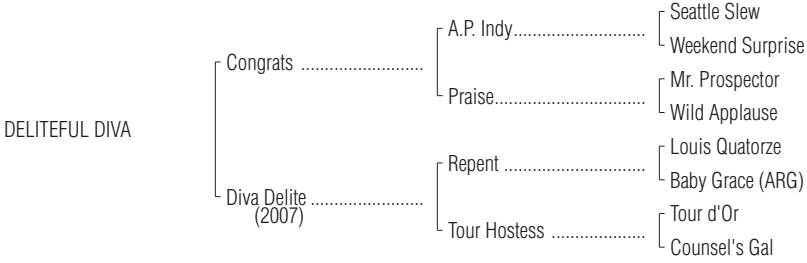 DELITEFUL DIVA
Congrats ........................
Diva Delite ......................
(2007)
A.P. Indy..........................
Praise..............................
Repent ............................
Tour Hostess ...................
Seattle Slew
Weekend Surprise
Mr. Prospector
Wild Applause
Louis Quatorze
Baby Grace (ARG)
Tour d'Or
Counsel's Gal